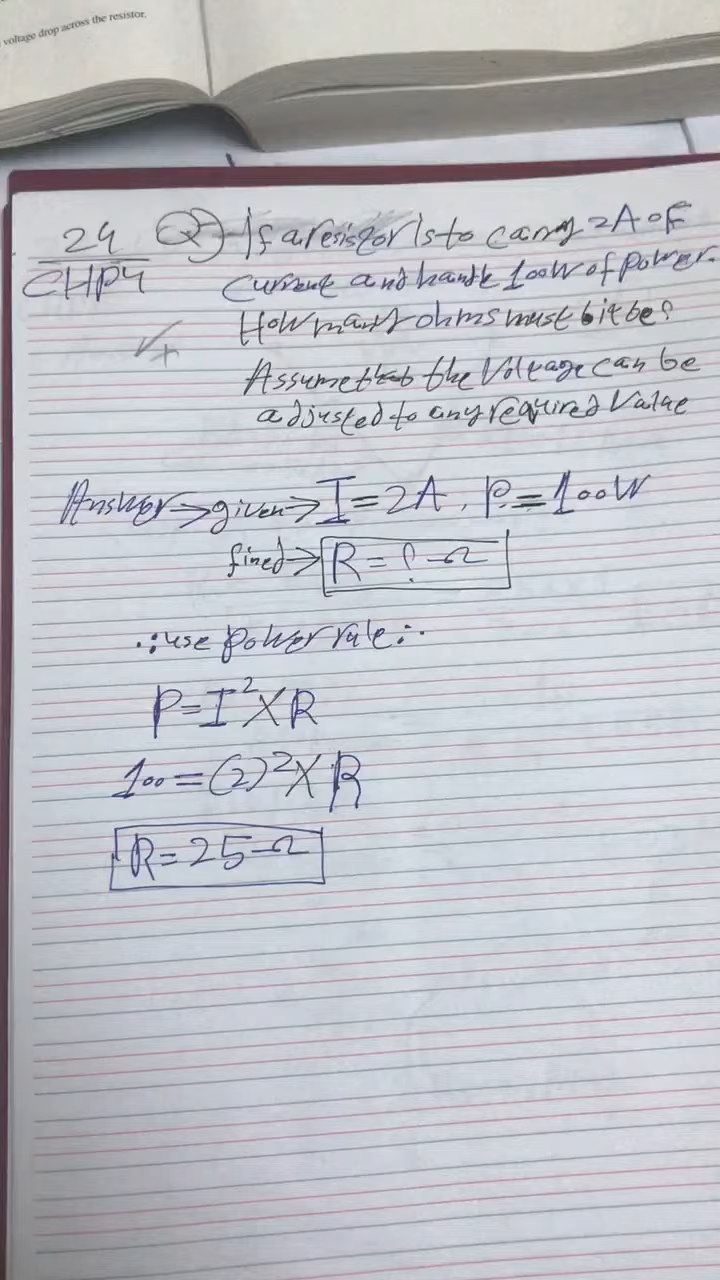 voltage drop across the resistor.
24
CHP4
Q) If a resistor is to carry 2A of
current and handle 100W of power.
How many ohms must bit be?
Assume that the Voltage can be
adjusted to any required Value
Answer → given → I = 2A, P = 100W
fined → R = ? Ω
∴ use power rule ∴
P = I² × R
100 = (2)² × R
R = 25 Ω